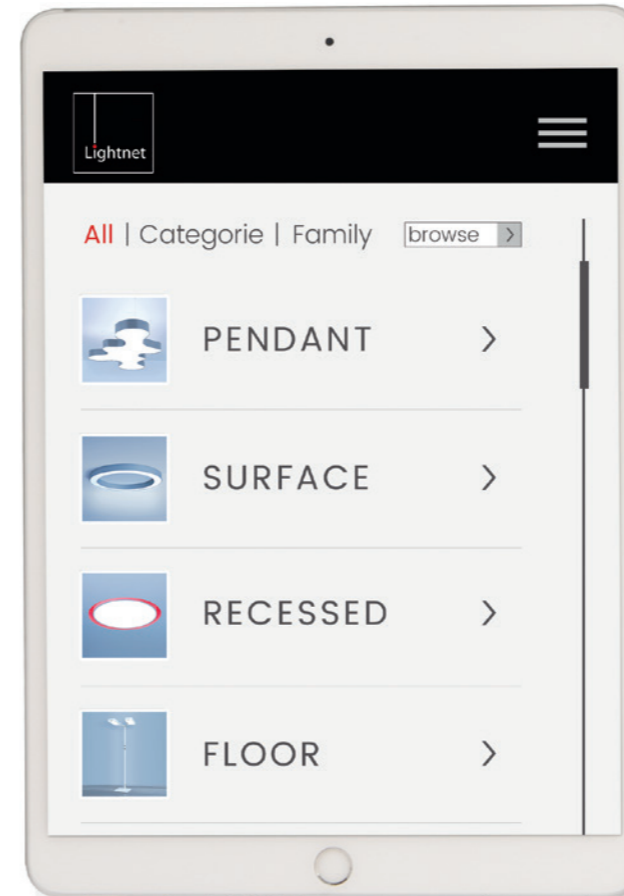 Lightnet
All | Categorie | Family browse >
PENDANT
SURFACE
RECESSED
FLOOR